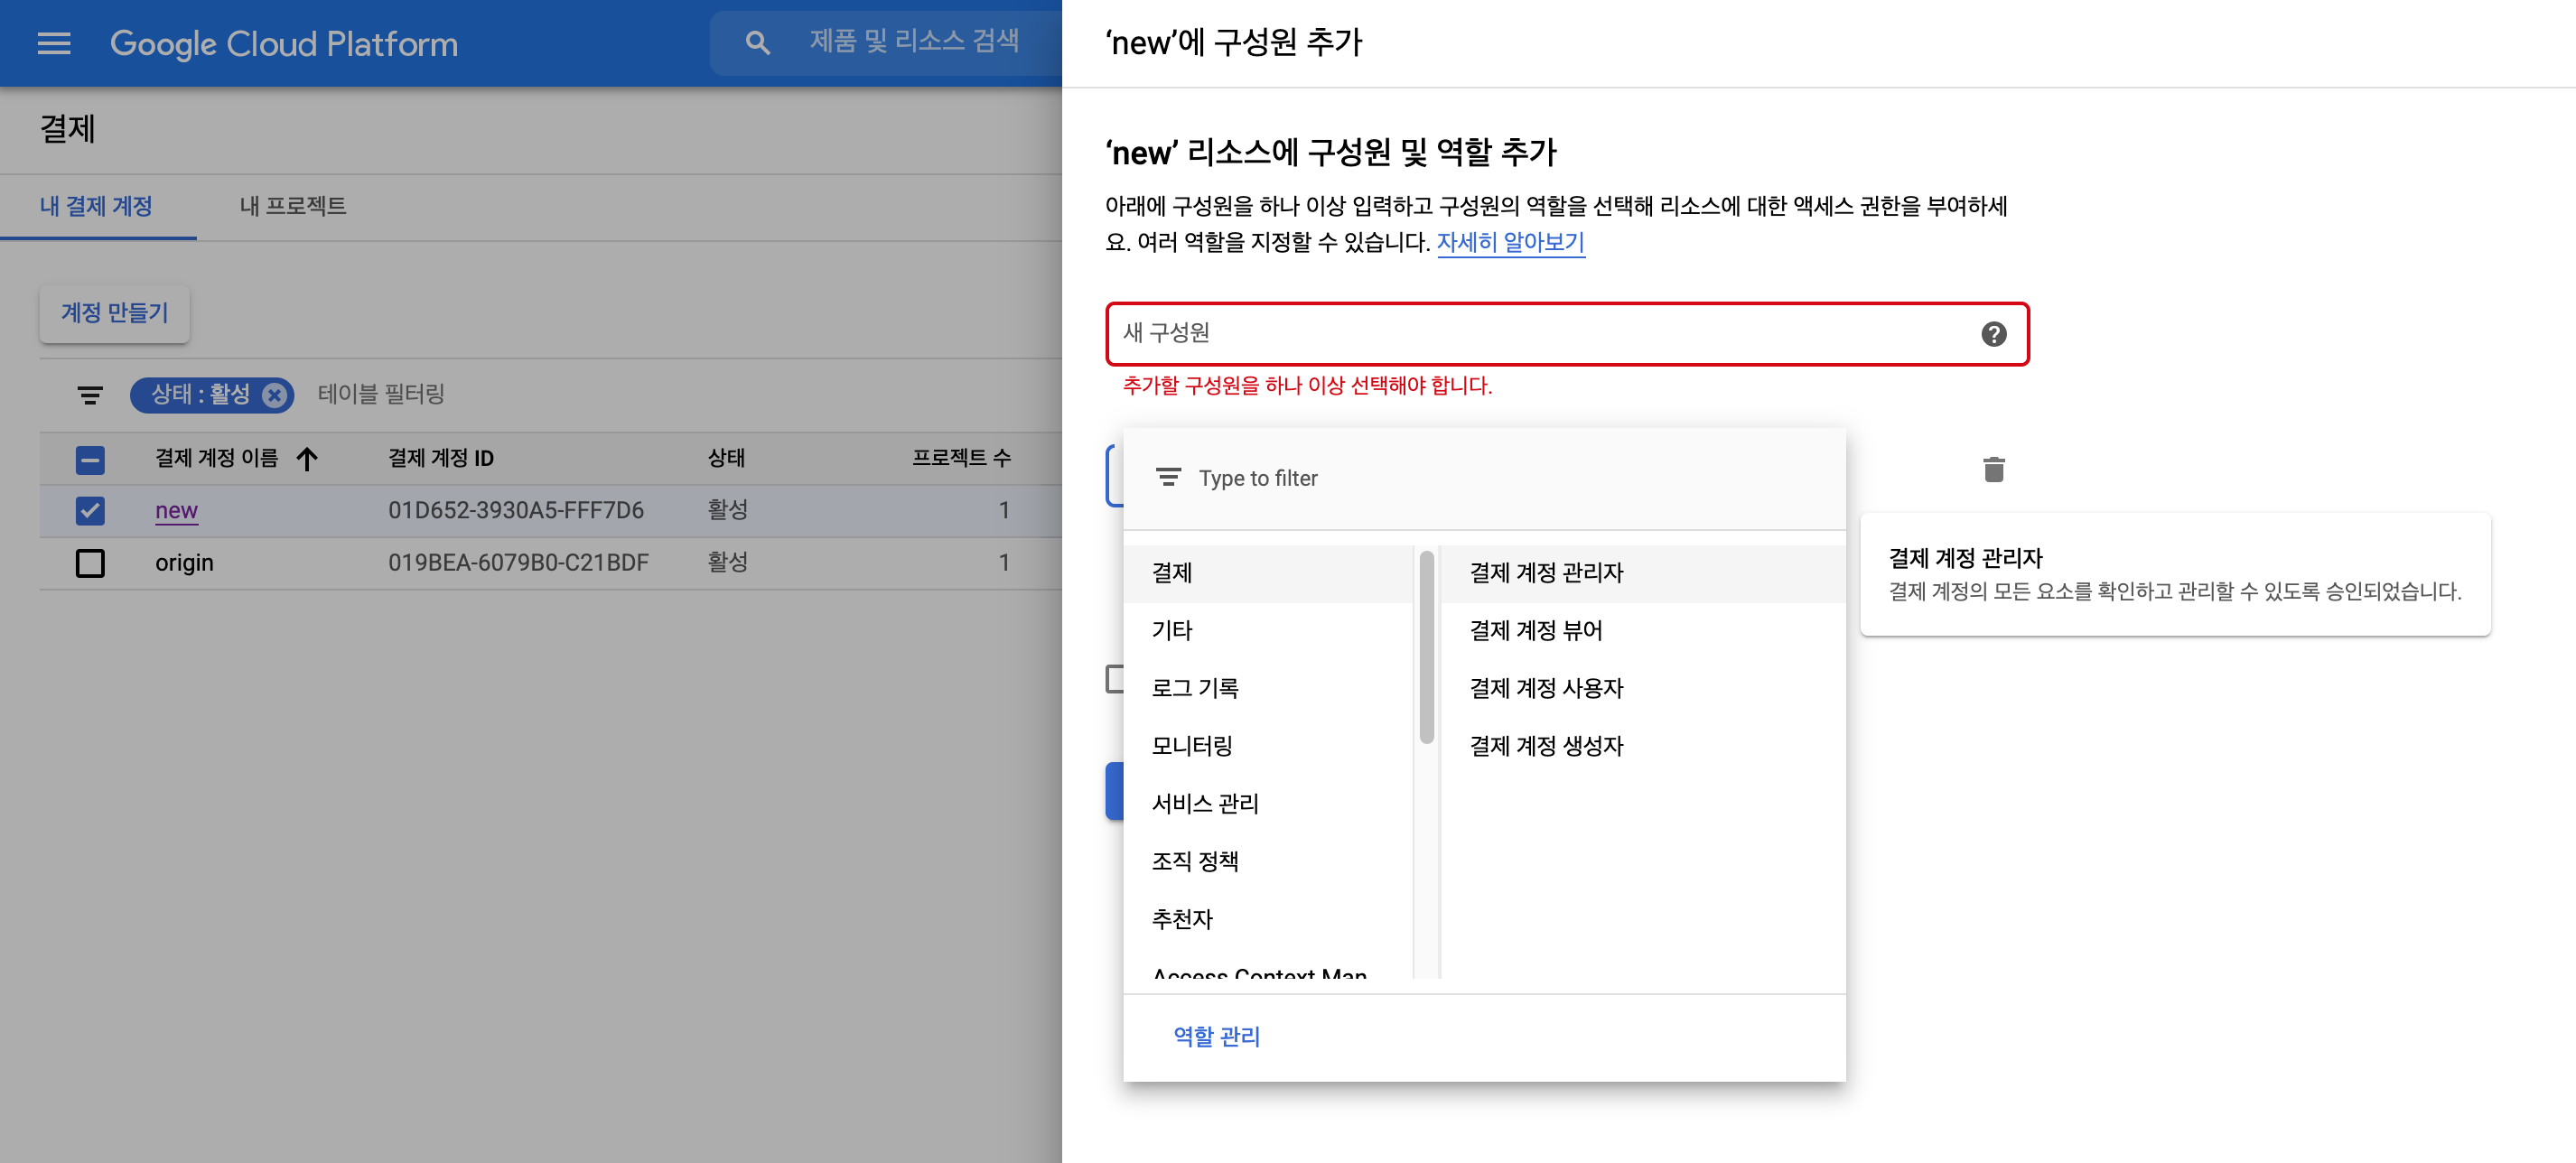 Google Cloud Platform
제품 및 리소스 검색
결제
내 결제 계정
내 프로젝트
계정 만들기
상태 : 활성
테이블 필터링
결제 계정 이름
결제 계정 ID
상태
프로젝트 수
new
01D652-3930A5-FFF7D6
활성
1
origin
019BEA-6079B0-C21BDF
활성
1
‘new’에 구성원 추가
‘new’ 리소스에 구성원 및 역할 추가
아래에 구성원을 하나 이상 입력하고 구성원의 역할을 선택해 리소스에 대한 액세스 권한을 부여하세
요. 여러 역할을 지정할 수 있습니다. 자세히 알아보기
새 구성원
추가할 구성원을 하나 이상 선택해야 합니다.
Type to filter
결제
기타
로그 기록
모니터링
서비스 관리
조직 정책
추천자
Access Context Man
결제 계정 관리자
결제 계정 뷰어
결제 계정 사용자
결제 계정 생성자
역할 관리
결제 계정 관리자
결제 계정의 모든 요소를 확인하고 관리할 수 있도록 승인되었습니다.